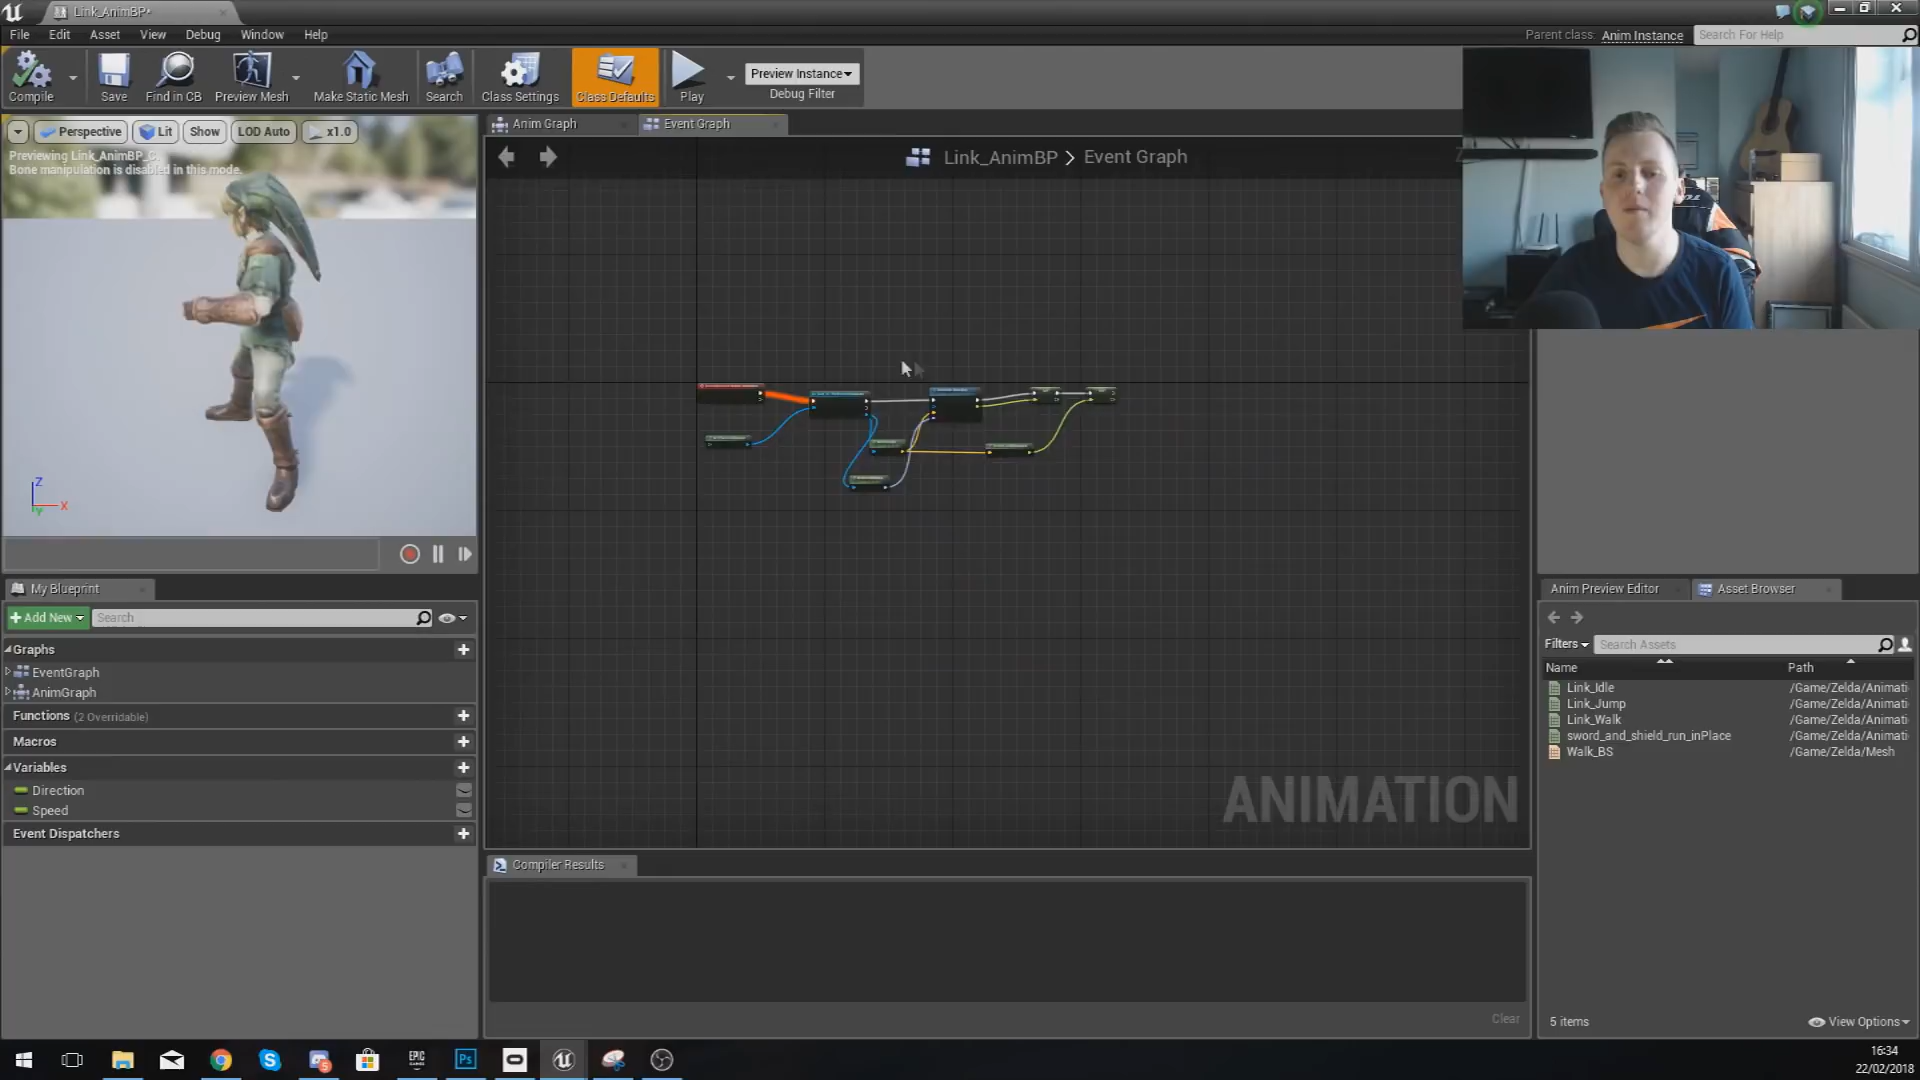 Link_AnimBP*
File Edit Asset View Debug Window Help
Parent class: Anim Instance Search For Help
Compile Save Find in CB Preview Mesh Make Static Mesh Search Class Settings Class Defaults Play Preview Instance Debug Filter
Anim Graph Event Graph
Perspective Lit Show LOD Auto x1.0
Previewing Link_AnimBP_C.
Bone manipulation is disabled in this mode.
Link_AnimBP > Event Graph
Z X Y
ANIMATION
My Blueprint
Add New Search
Graphs
EventGraph
AnimGraph
Functions (2 Overridable)
Macros
Variables
Direction
Speed
Event Dispatchers
Compiler Results
Clear
Anim Preview Editor Asset Browser
Filters Search Assets
Name Path
Link_Idle /Game/Zelda/Animati
Link_Jump /Game/Zelda/Animati
Link_Walk /Game/Zelda/Animati
sword_and_shield_run_inPlace /Game/Zelda/Animati
Walk_BS /Game/Zelda/Mesh
5 items View Options
EPIC GAMES
Ps
16:34
22/02/2018